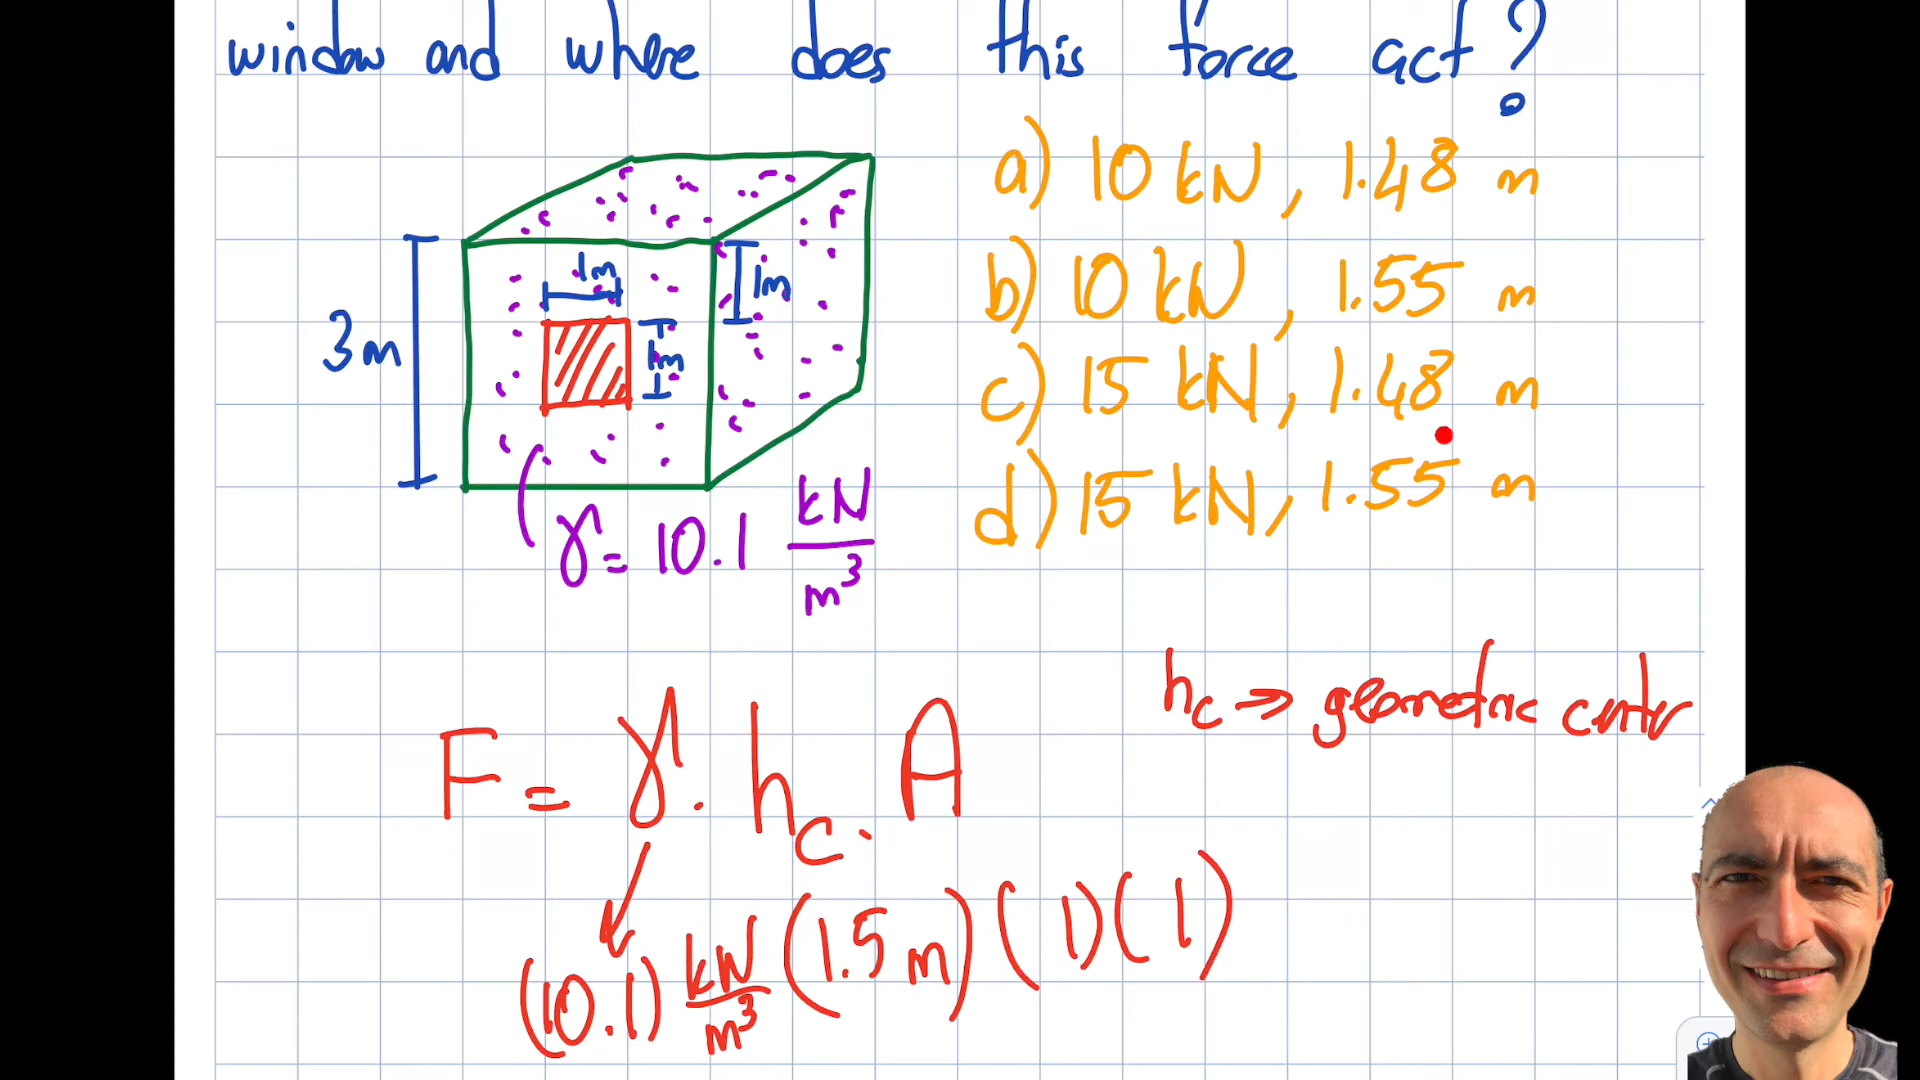 window and where does this force act?
a) 10 kN, 1.48 m
b) 10 kN, 1.55 m
c) 15 kN, 1.48 m
d) 15 kN, 1.55 m
1m
1m
1m
3m
γ = 10.1 kN/m³
hc → geometric center
F = γ. hc. A
(10.1) kN/m³ (1.5 m) (1)(1)